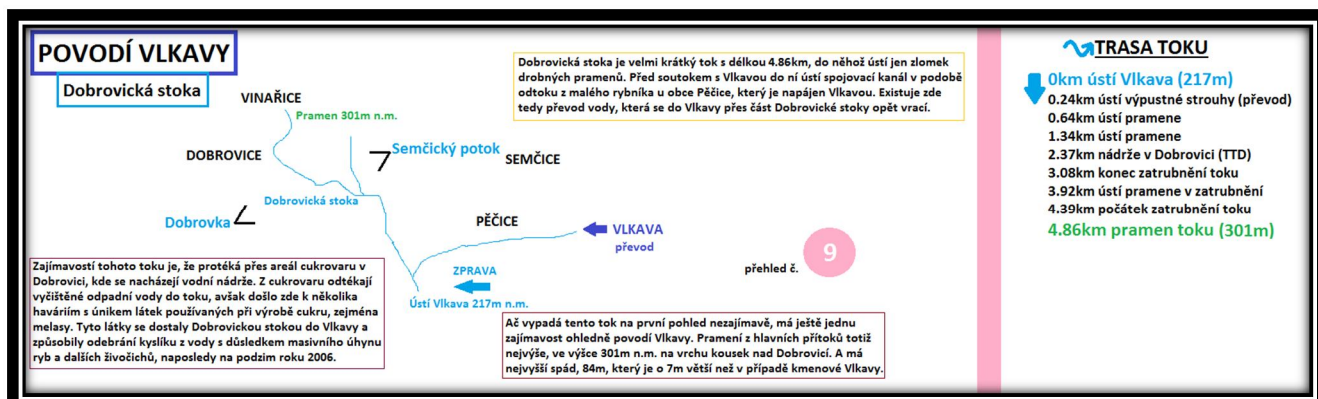 POVODÍ VLKAVY
Dobrovická stoka
VINAŘICE
Pramen 301m n.m.
DOBROVICE
Semčický potok
SEMČICE
Dobrovická stoka
Dobrovka
PĚČICE
VLKAVA
převod
ZPRAVA
Ústí Vlkava 217m n.m.
Dobrovická stoka je velmi krátký tok s délkou 4.86km, do něhož ústí jen zlomek
drobných pramenů. Před soutokem s Vlkavou do ní ústí spojovací kanál v podobě
odtoku z malého rybníka u obce Pěčice, který je napájen Vlkavou. Existuje zde
tedy převod vody, která se do Vlkavy přes část Dobrovické stoky opět vrací.
Zajímavostí tohoto toku je, že protéká přes areál cukrovaru v
Dobrovici, kde se nacházejí vodní nádrže. Z cukrovaru odtékají
vyčištěné odpadní vody do toku, avšak došlo zde k několika
haváriím s únikem látek používaných při výrobě cukru, zejména
melasy. Tyto látky se dostaly Dobrovickou stokou do Vlkavy a
způsobily odebrání kyslíku z vody s důsledkem masivního úhynu
ryb a dalších živočichů, naposledy na podzim roku 2006.
Ač vypadá tento tok na první pohled nezajímavě, má ještě jednu
zajímavost ohledně povodí Vlkavy. Pramení z hlavních přítoků totiž
nejvýše, ve výšce 301m n.m. na vrchu kousek nad Dobrovicí. A má
nejvyšší spád, 84m, který je o 7m větší než v případě kmenové Vlkavy.
přehled č.
9
TRASA TOKU
0km ústí Vlkava (217m)
0.24km ústí výpustné strouhy (převod)
0.64km ústí pramene
1.34km ústí pramene
2.37km nádrže v Dobrovici (TTD)
3.08km konec zatrubnění toku
3.92km ústí pramene v zatrubnění
4.39km počátek zatrubnění toku
4.86km pramen toku (301m)